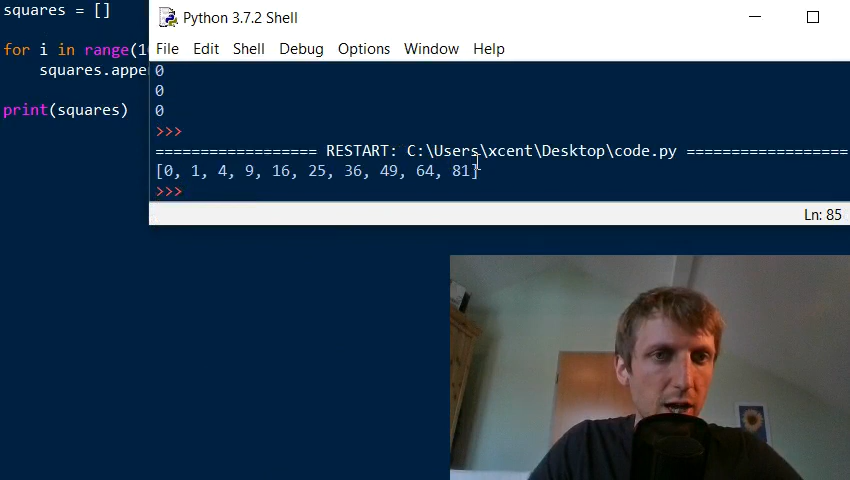 squares = []
for i in range(10
squares.appe
print(squares)
Python 3.7.2 Shell
File Edit Shell Debug Options Window Help
0
0
0
>>>
================== RESTART: C:\Users\xcent\Desktop\code.py ==================
[0, 1, 4, 9, 16, 25, 36, 49, 64, 81]
>>>
Ln: 85